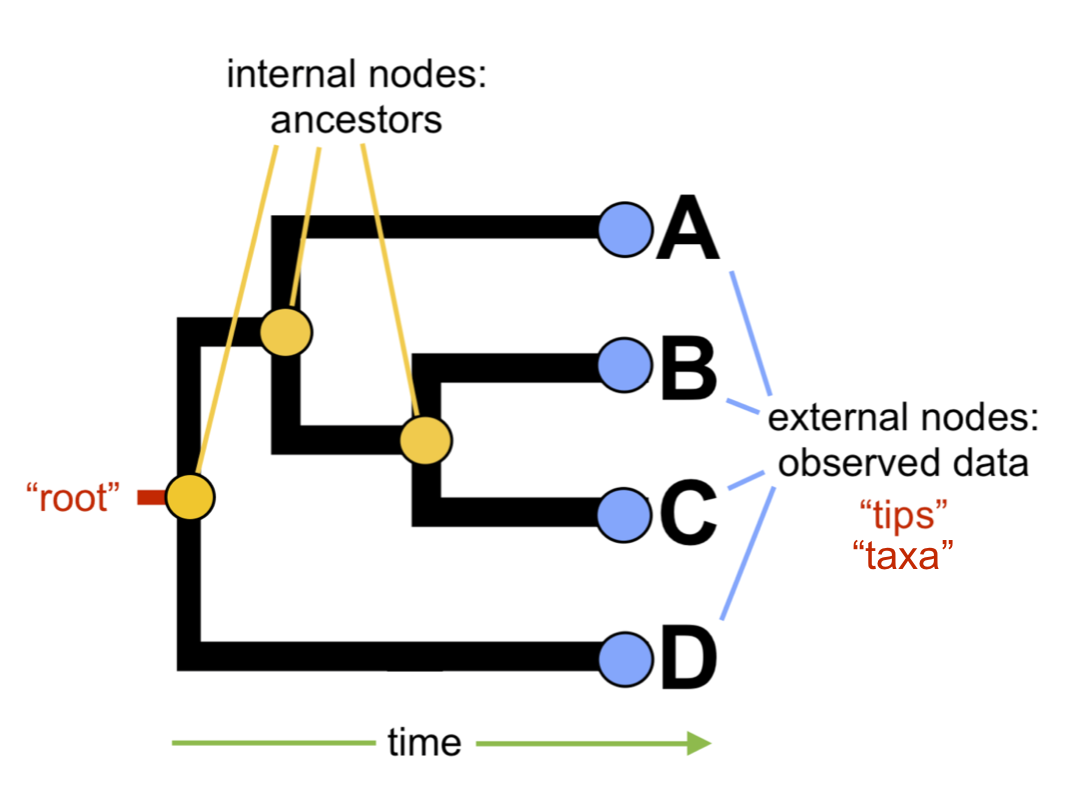 internal nodes:
ancestors
A
B
external nodes:
observed data
“root”
C
“tips”
“taxa”
D
time